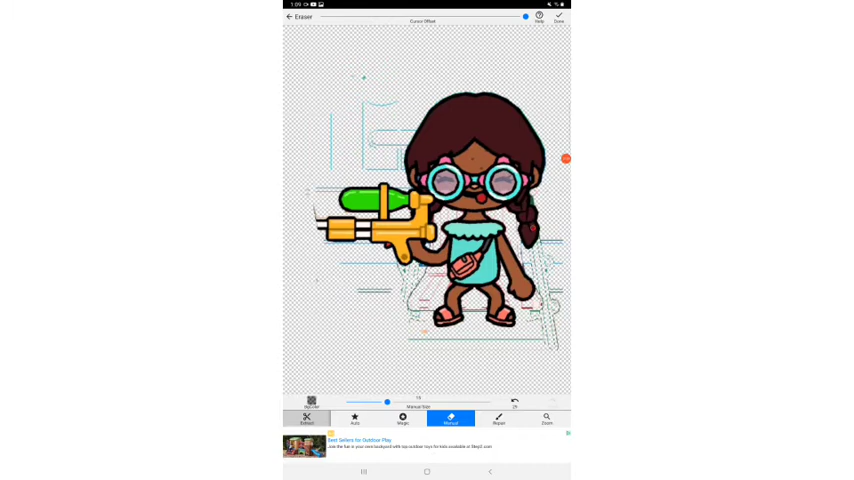 1:09
Eraser
Help
Done
Cursor Offset
BgColor
Manual Size
Extract
Auto
Magic
Manual
Repair
Zoom
Best Sellers for Outdoor Play